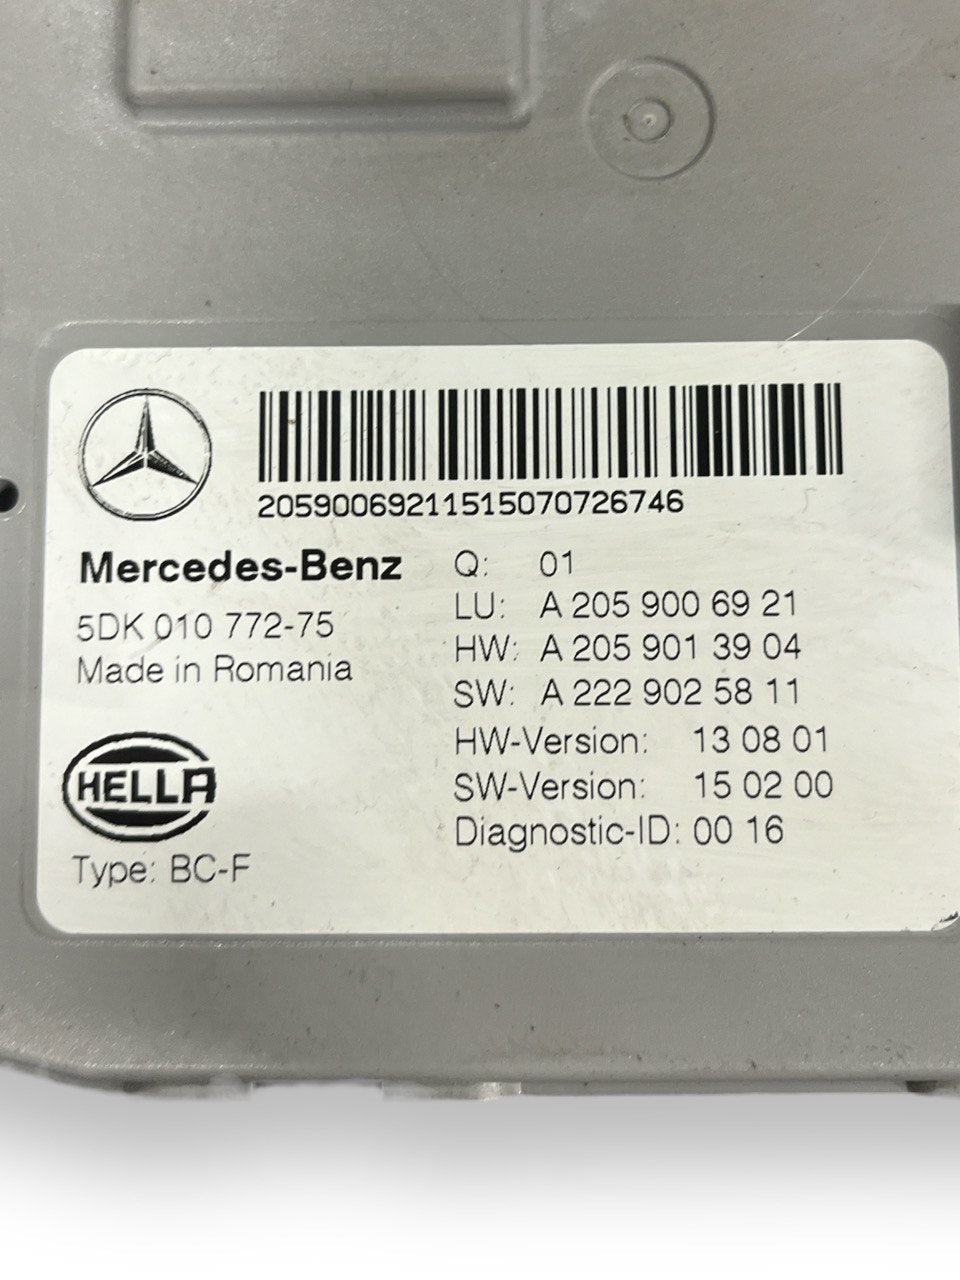 20590069211515070726746
Mercedes-Benz
5DK 010 772-75
Made in Romania
HELLA
Type: BC-F
Q: 01
LU: A 205 900 69 21
HW: A 205 901 39 04
SW: A 222 902 58 11
HW-Version: 13 08 01
SW-Version: 15 02 00
Diagnostic-ID: 00 16